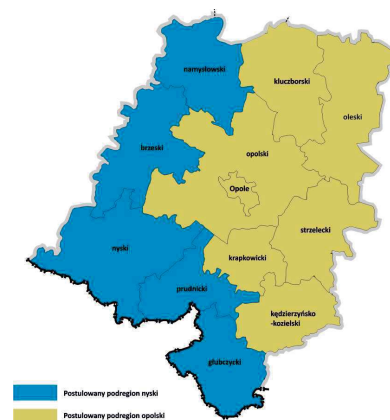 namysłowski
kluczborski
oleski
brzeski
opolski
Opole
strzelecki
nyski
krapkowicki
prudnicki
kędzierzyńsko
-kozielski
głubczycki
Postulowany podregion nyski
Postulowany podregion opolski